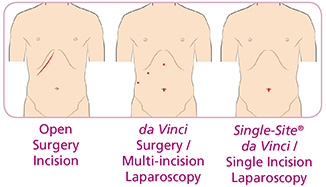 Open
Surgery
Incision
da Vinci
Surgery /
Multi-incision
Laparoscopy
Single-Site®
da Vinci /
Single Incision
Laparoscopy